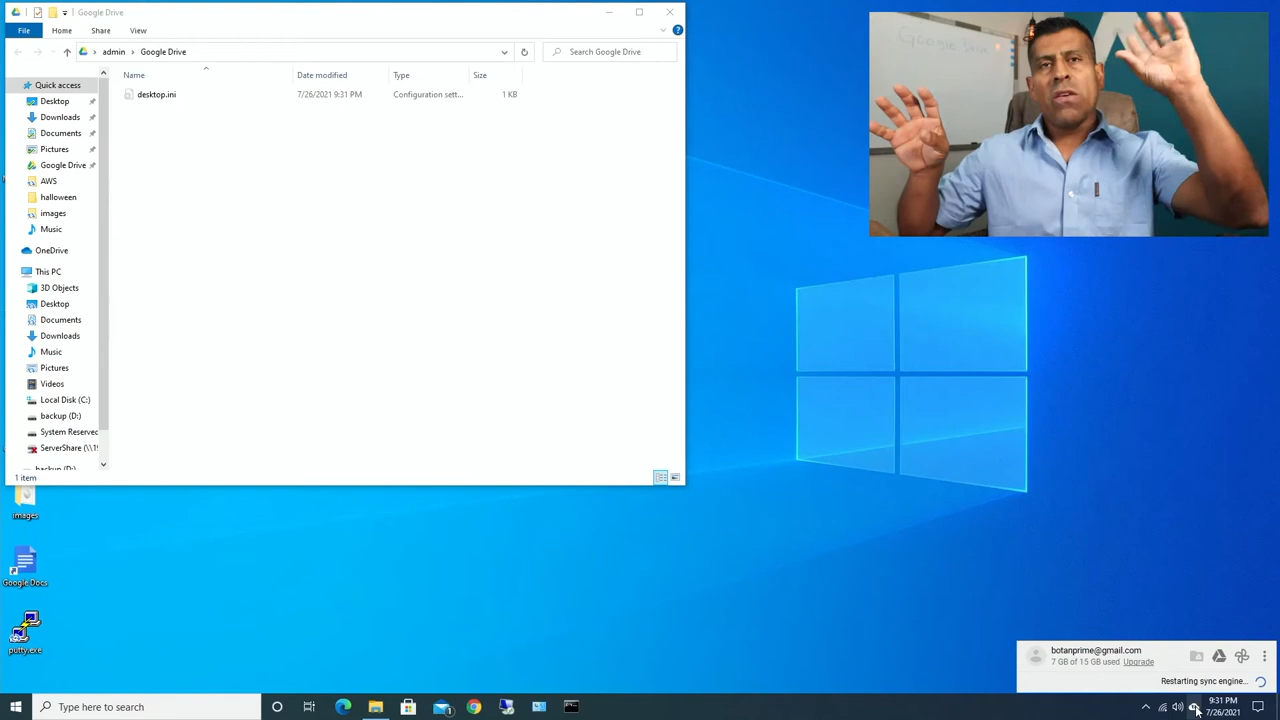 Google Drive
File Home Share View
admin Google Drive
Search Google Drive
Name Date modified Type Size
desktop.ini 7/26/2021 9:31 PM Configuration sett... 1 KB
Quick access
Desktop
Downloads
Documents
Pictures
Google Drive
AWS
halloween
images
Music
OneDrive
This PC
3D Objects
Desktop
Documents
Downloads
Music
Pictures
Videos
Local Disk (C:)
backup (D:)
System Reserved
ServerShare (\\19
backup (D:)
1 item
Google Drive
images
Google Docs
putty.exe
botanprime@gmail.com
7 GB of 15 GB used Upgrade
Restarting sync engine...
Type here to search
9:31 PM
7/26/2021